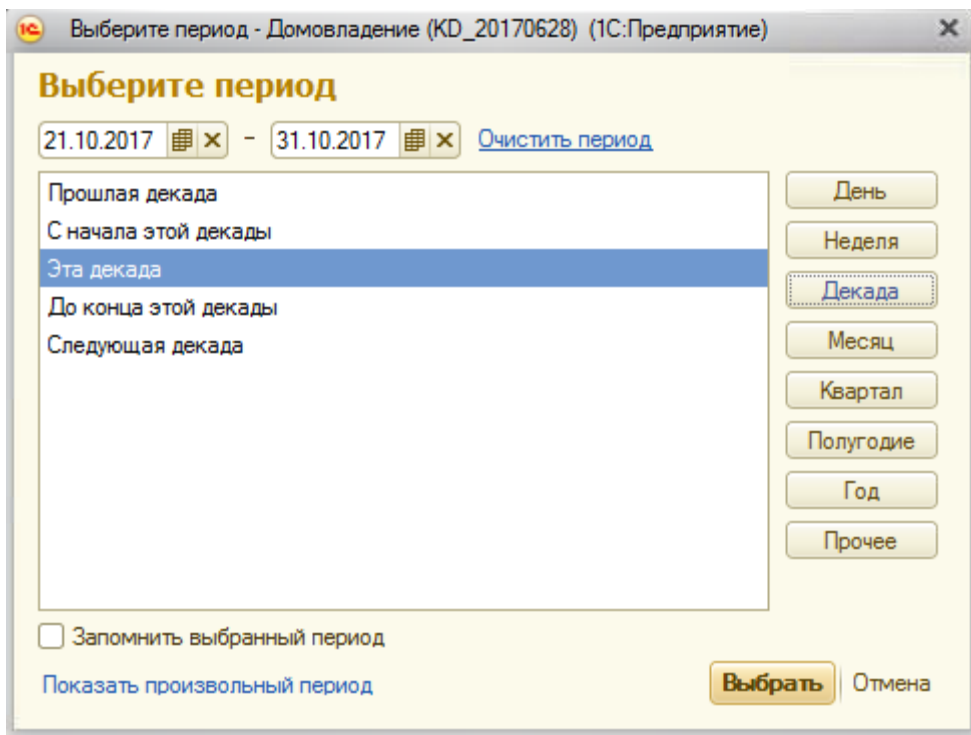 1С Выберите период - Домовладение (KD_20170628) (1С:Предприятие)
Выберите период
21.10.2017 - 31.10.2017 Очистить период
Прошлая декада
С начала этой декады
Эта декада
До конца этой декады
Следующая декада
День
Неделя
Декада
Месяц
Квартал
Полугодие
Год
Прочее
Запомнить выбранный период
Показать произвольный период
Выбрать Отмена